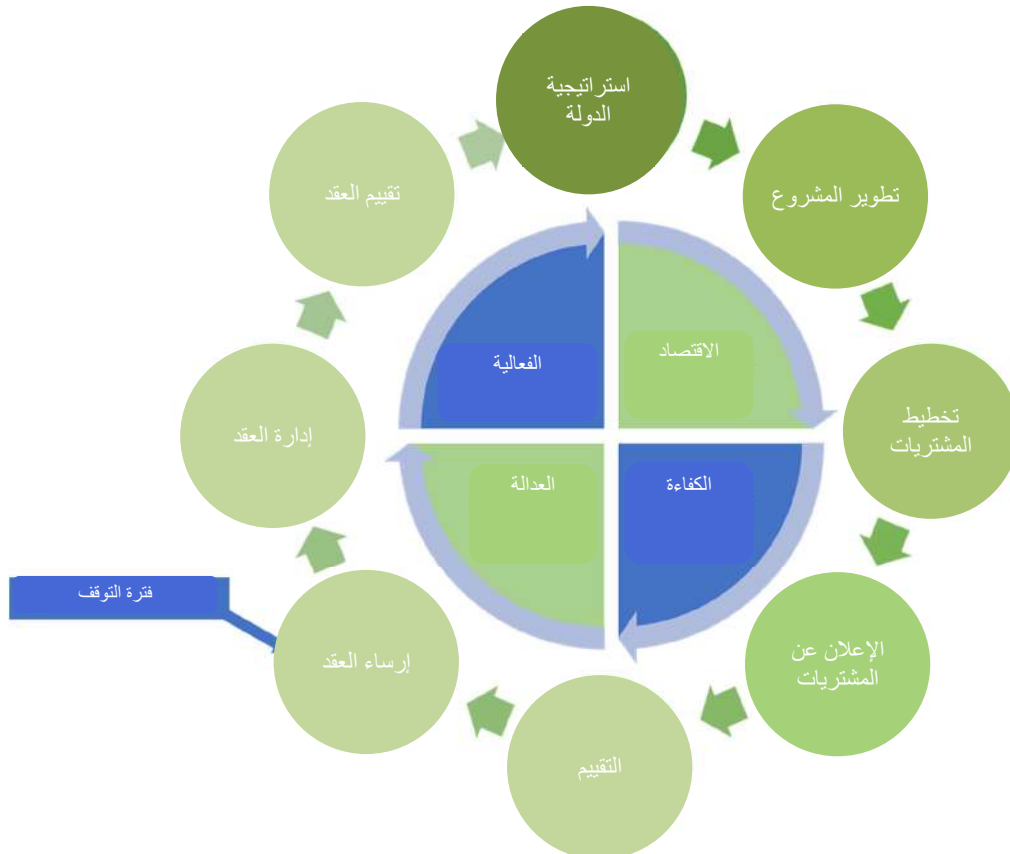 استراتيجية
الدولة
تطوير المشروع
تخطيط
المشتريات
الإعلان عن
المشتريات
التقييم
إرساء العقد
فترة التوقف
إدارة العقد
تقييم العقد
الاقتصاد
الكفاءة
العدالة
الفعالية